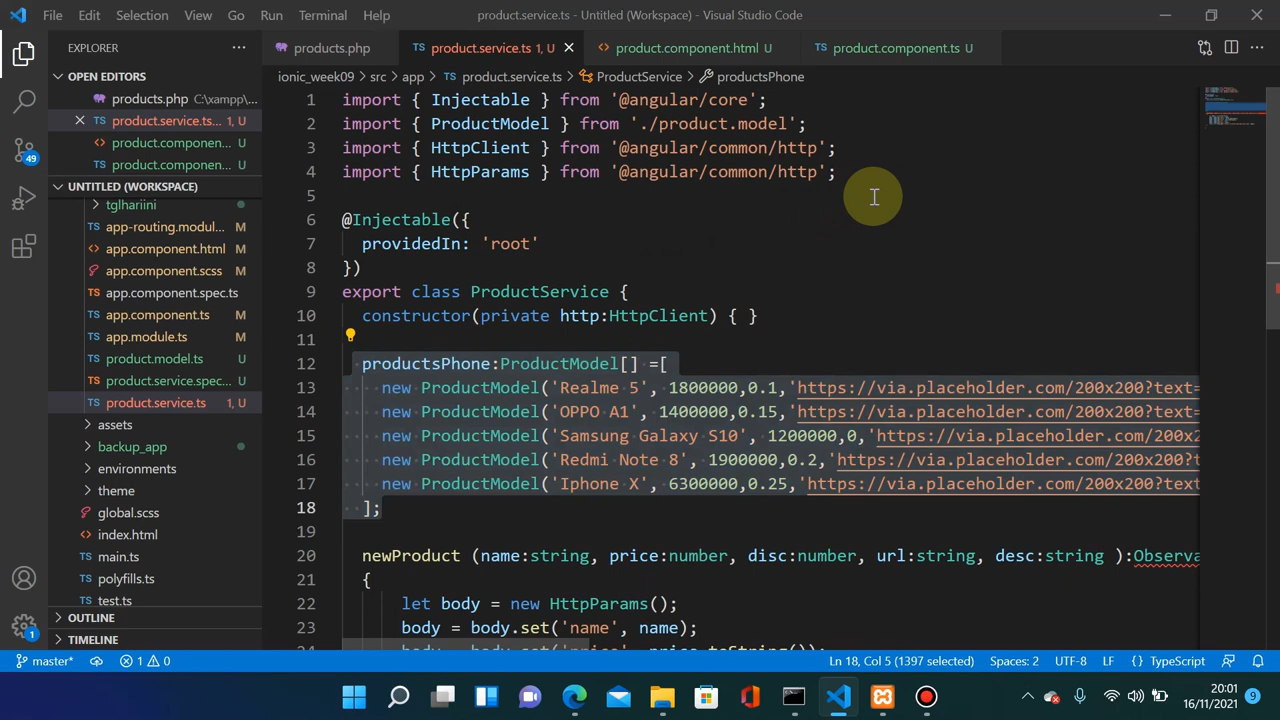 File Edit Selection View Go Run Terminal Help product.service.ts - Untitled (Workspace) - Visual Studio Code
EXPLORER ···
products.php product.service.ts 1, U product.component.html U product.component.ts U
OPEN EDITORS
products.php C:\xampp\...
product.service.ts... 1, U
product.componen... U
product.componen... U
UNTITLED (WORKSPACE)
tglhariini
app-routing.modul... M
app.component.html M
app.component.scss M
app.component.spec.ts
app.component.ts M
app.module.ts M
product.model.ts U
product.service.spec... U
product.service.ts 1, U
assets
backup_app
environments
theme
global.scss
index.html
main.ts
polyfills.ts
test.ts
OUTLINE
TIMELINE
49
1
ionic_week09 > src > app > product.service.ts > ProductService > productsPhone
1 import { Injectable } from '@angular/core';
2 import { ProductModel } from './product.model';
3 import { HttpClient } from '@angular/common/http';
4 import { HttpParams } from '@angular/common/http';
5
6 @Injectable({
7 providedIn: 'root'
8 })
9 export class ProductService {
10 constructor(private http:HttpClient) { }
11
12 productsPhone:ProductModel[] =[
13 new ProductModel('Realme 5', 1800000,0.1,'https://via.placeholder.com/200x200?text=
14 new ProductModel('OPPO A1', 1400000,0.15,'https://via.placeholder.com/200x200?text=
15 new ProductModel('Samsung Galaxy S10', 1200000,0,'https://via.placeholder.com/200x2
16 new ProductModel('Redmi Note 8', 1900000,0.2,'https://via.placeholder.com/200x200?t
17 new ProductModel('Iphone X', 6300000,0.25,'https://via.placeholder.com/200x200?text
18 ];
19
20 newProduct (name:string, price:number, disc:number, url:string, desc:string ):Observa
21 {
22 let body = new HttpParams();
23 body = body.set('name', name);
master* 1 0 Ln 18, Col 5 (1397 selected) Spaces: 2 UTF-8 LF {} TypeScript
20:01
16/11/2021
9